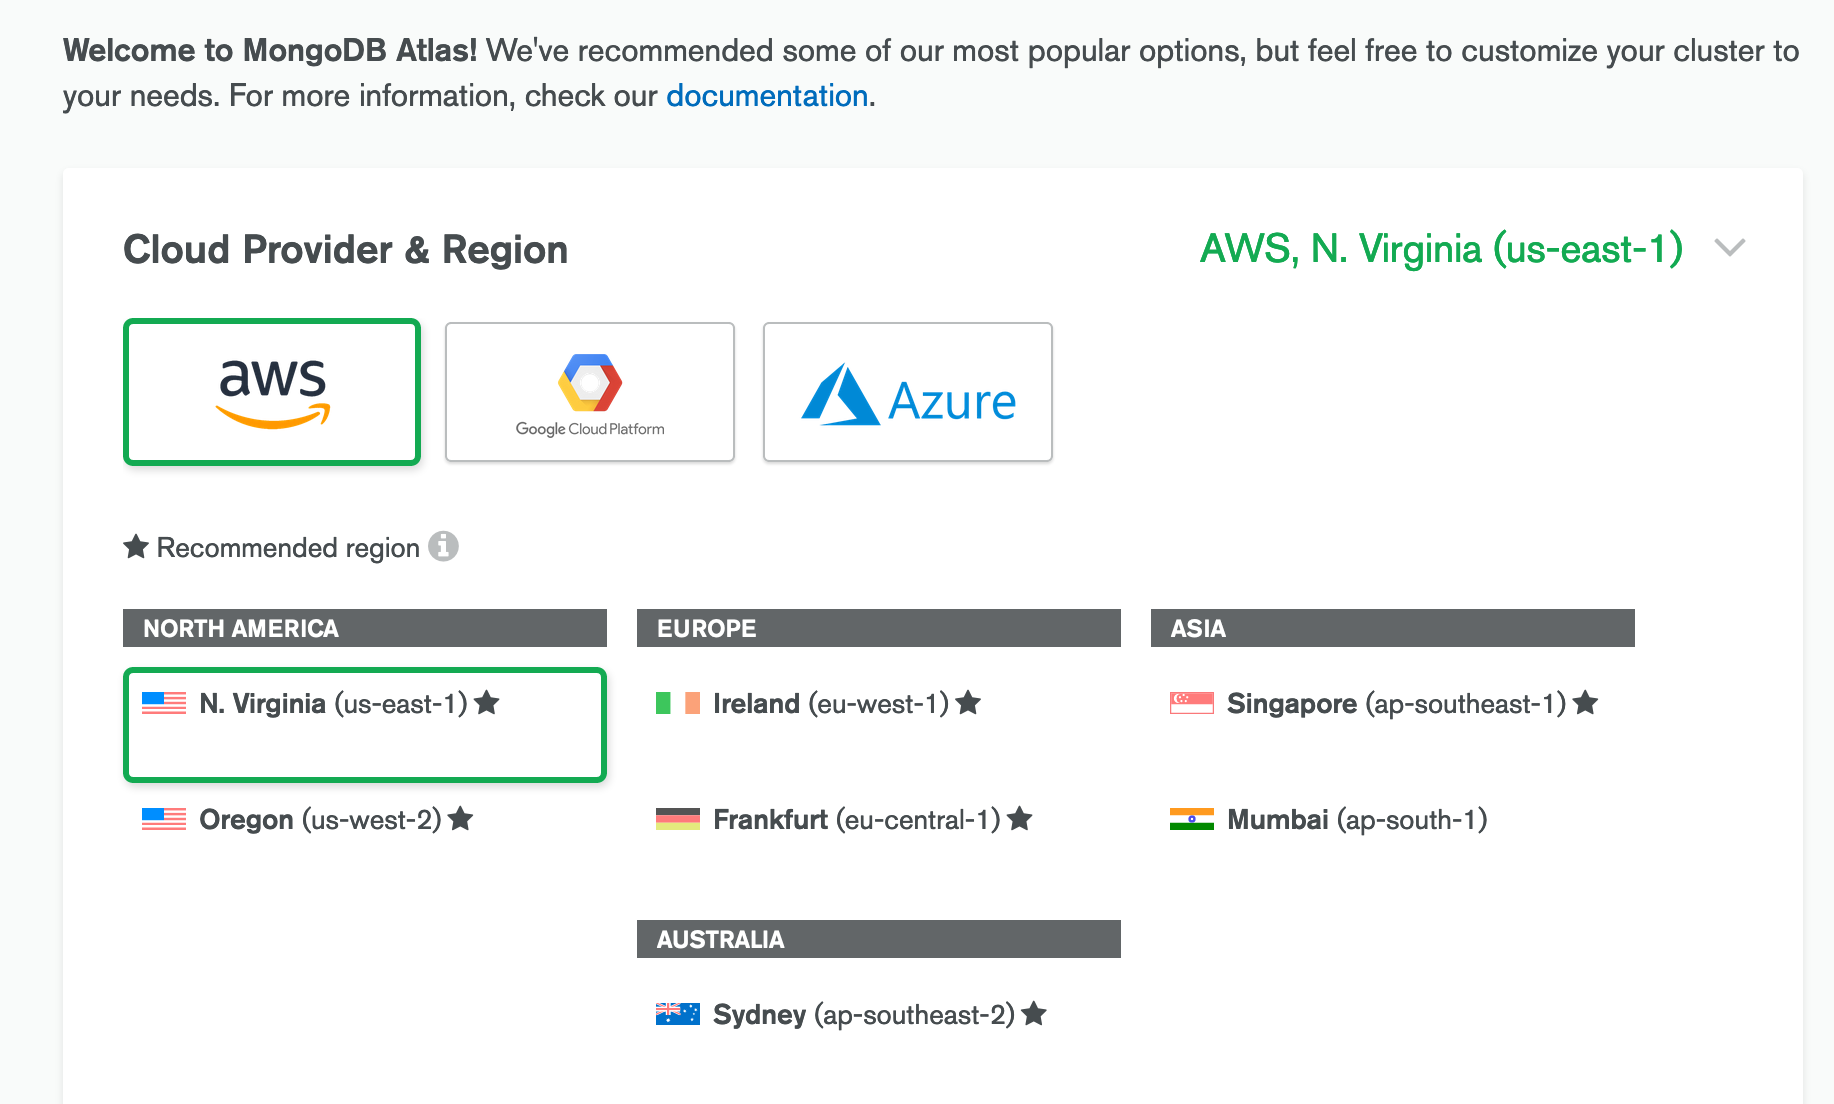 Welcome to MongoDB Atlas! We've recommended some of our most popular options, but feel free to customize your cluster to
your needs. For more information, check our documentation.
Cloud Provider & Region
AWS, N. Virginia (us-east-1)
aws
Google Cloud Platform
Azure
Recommended region
NORTH AMERICA
N. Virginia (us-east-1)
Oregon (us-west-2)
EUROPE
Ireland (eu-west-1)
Frankfurt (eu-central-1)
AUSTRALIA
Sydney (ap-southeast-2)
ASIA
Singapore (ap-southeast-1)
Mumbai (ap-south-1)